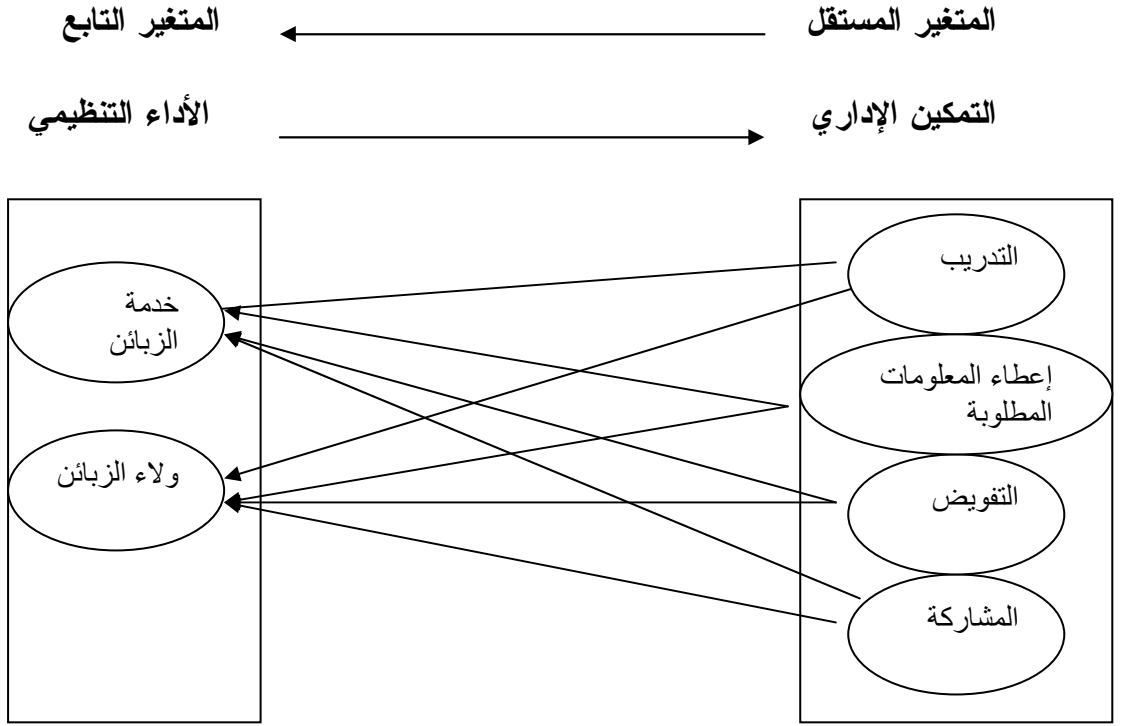 المتغير المستقل
المتغير التابع
التمكين الإداري
الأداء التنظيمي
التدريب
إعطاء المعلومات
المطلوبة
التفويض
المشاركة
خدمة
الزبائن
ولاء الزبائن